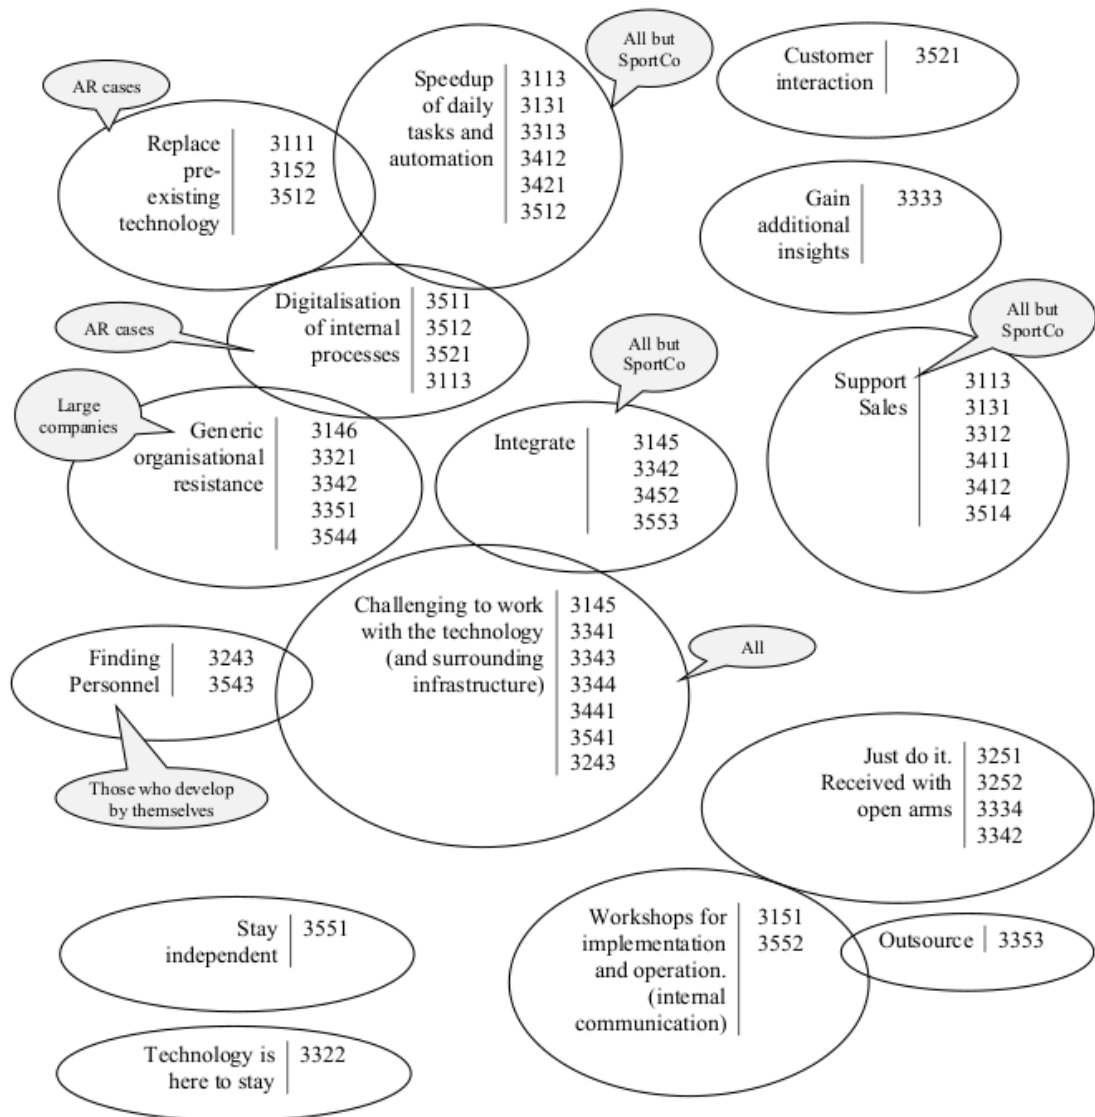 All but
SportCo
AR cases
Replace
pre-
existing
technology
3111
3152
3512
Speedup
of daily
tasks and
automation
3113
3131
3313
3412
3421
3512
Customer
interaction
3521
Gain
additional
insights
3333
AR cases
Digitalisation
of internal
processes
3511
3512
3521
3113
All but
SportCo
All but
SportCo
Support
Sales
3113
3131
3312
3411
3412
3514
Large
companies
Generic
organisational
resistance
3146
3321
3342
3351
3544
Integrate
3145
3342
3452
3553
Challenging to work
with the technology
(and surrounding
infrastructure)
3145
3341
3343
3344
3441
3541
3243
All
Finding
Personnel
3243
3543
Those who develop
by themselves
Just do it.
Received with
open arms
3251
3252
3334
3342
Stay
independent
3551
Workshops for
implementation
and operation.
(internal
communication)
3151
3552
Outsource
3353
Technology is
here to stay
3322